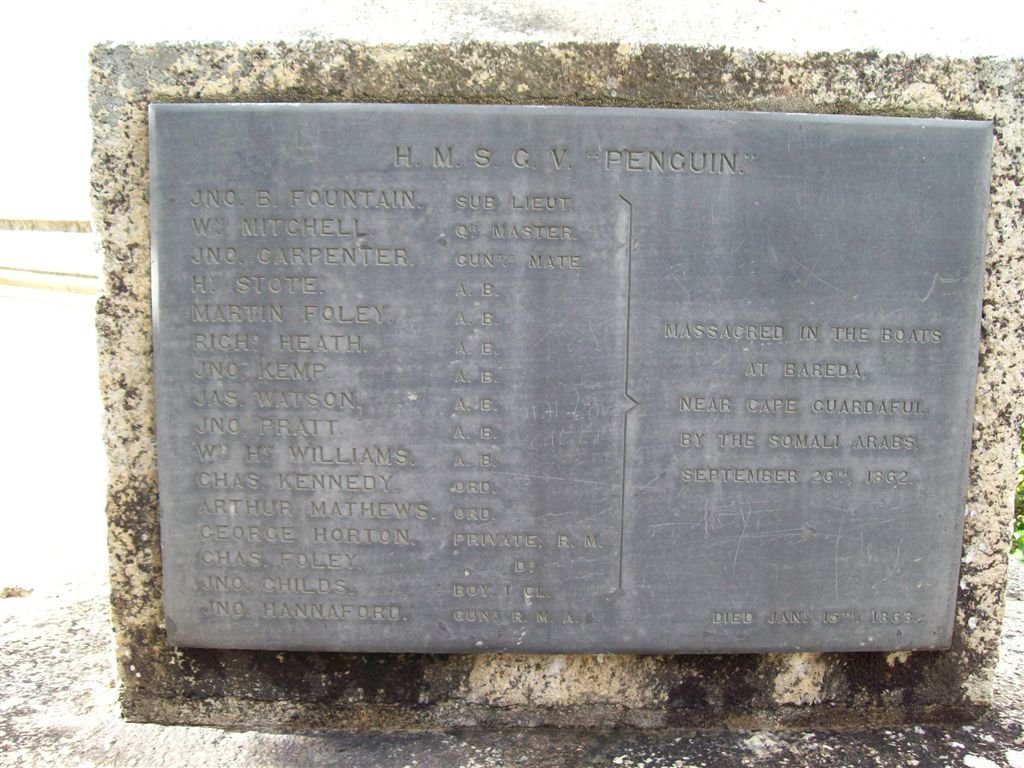 H. M. S. G. V. "PENGUIN."
JNO. B. FOUNTAIN. SUB LIEUT.
Wᴹ MITCHELL. Qᴿ MASTER.
JNO. CARPENTER. GUNᴿˢ MATE.
Hʸ STOTE. A. B.
MARTIN FOLEY. A. B.
RICHᴰ HEATH. A. B.
JNO. KEMP. A. B.
JAS. WATSON, A. B.
JNO. PRATT. A. B.
Wᴹ Hʸ WILLIAMS. A. B.
CHAS. KENNEDY. ORD.
ARTHUR MATHEWS. ORD.
GEORGE HORTON. PRIVATE, R. M.
CHAS. FOLEY. Dº
JNO. CHILDS. BOY. 1 CL.
MASSACRED IN THE BOATS
AT BAREDA,
NEAR CAPE GUARDAFUI.
BY THE SOMALI ARABS.
SEPTEMBER 26ᵀᴴ, 1862.
JNO. HANNAFORD. GUNᴿ R. M. A. DIED JANʸ 15ᵀᴴ, 1863.